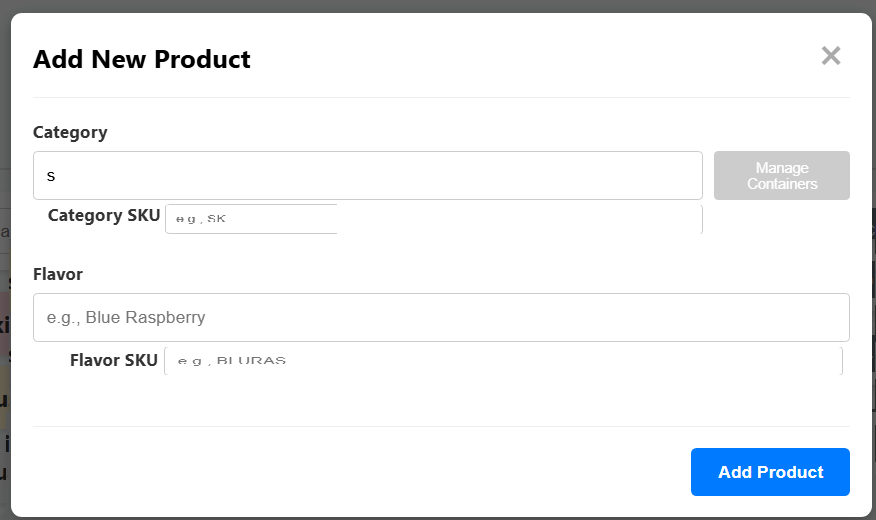 Add New Product
×
Category
s
Manage
Containers
Category SKU
e.g., SK
Flavor
e.g., Blue Raspberry
Flavor SKU
e.g., BLURAS
Add Product